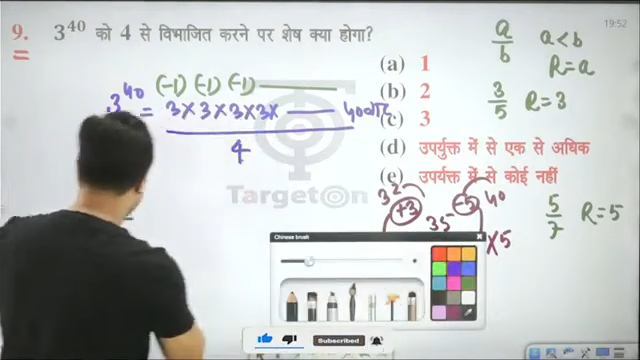 19:52
9. 3⁴⁰ को 4 से विभाजित करने पर शेष क्या होगा?
a/b a<b
R=a
(a) 1
(-1) (-1) (-1)
3⁴⁰ = 3×3×3×3× 40बार
4
(b) 2
3/5 R=3
(c) 3
(d) उपर्युक्त में से एक से अधिक
(e) उपर्युक्त में से कोई नहीं
TargetOn
32 +3 35 -5 40
×5
5/7 R=5
Chinese brush
Subscribed